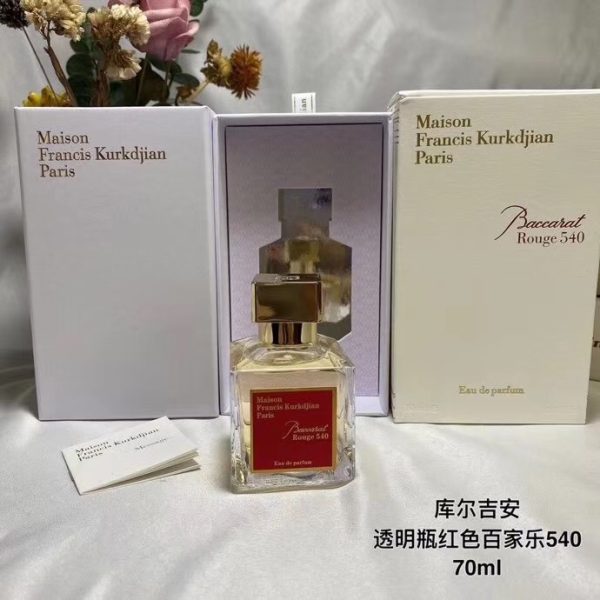 Maison
Francis Kurkdjian
Paris
Maison
Francis Kurkdjian
Paris
Baccarat
Rouge 540
Eau de parfum
Maison
Francis Kurkdjian
Paris
Baccarat
Rouge 540
Eau de parfum
Maison
Francis Kurkdjian
Paris
Message
库尔吉安
透明瓶红色百家乐540
70ml